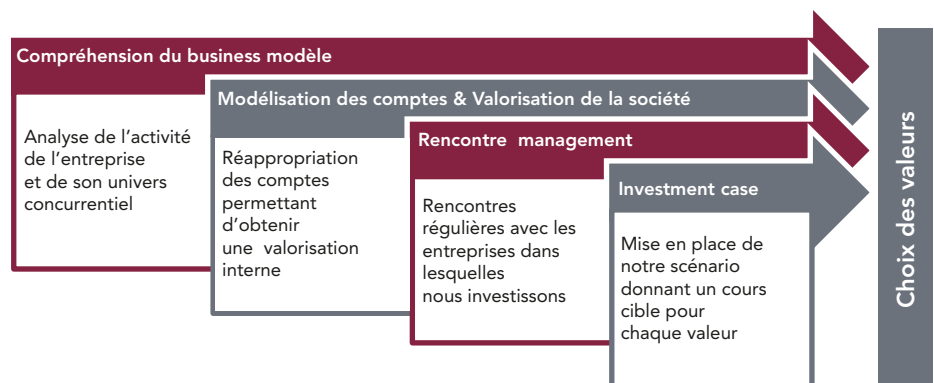 Compréhension du business modèle
Analyse de l'activité
de l'entreprise
et de son univers
concurrentiel
Modélisation des comptes & Valorisation de la société
Réappropriation
des comptes
permettant
d'obtenir
une valorisation
interne
Rencontre management
Rencontres
régulières avec les
entreprises dans
lesquelles
nous investissons
Investment case
Mise en place de
notre scénario
donnant un cours
cible pour
chaque valeur
Choix des valeurs